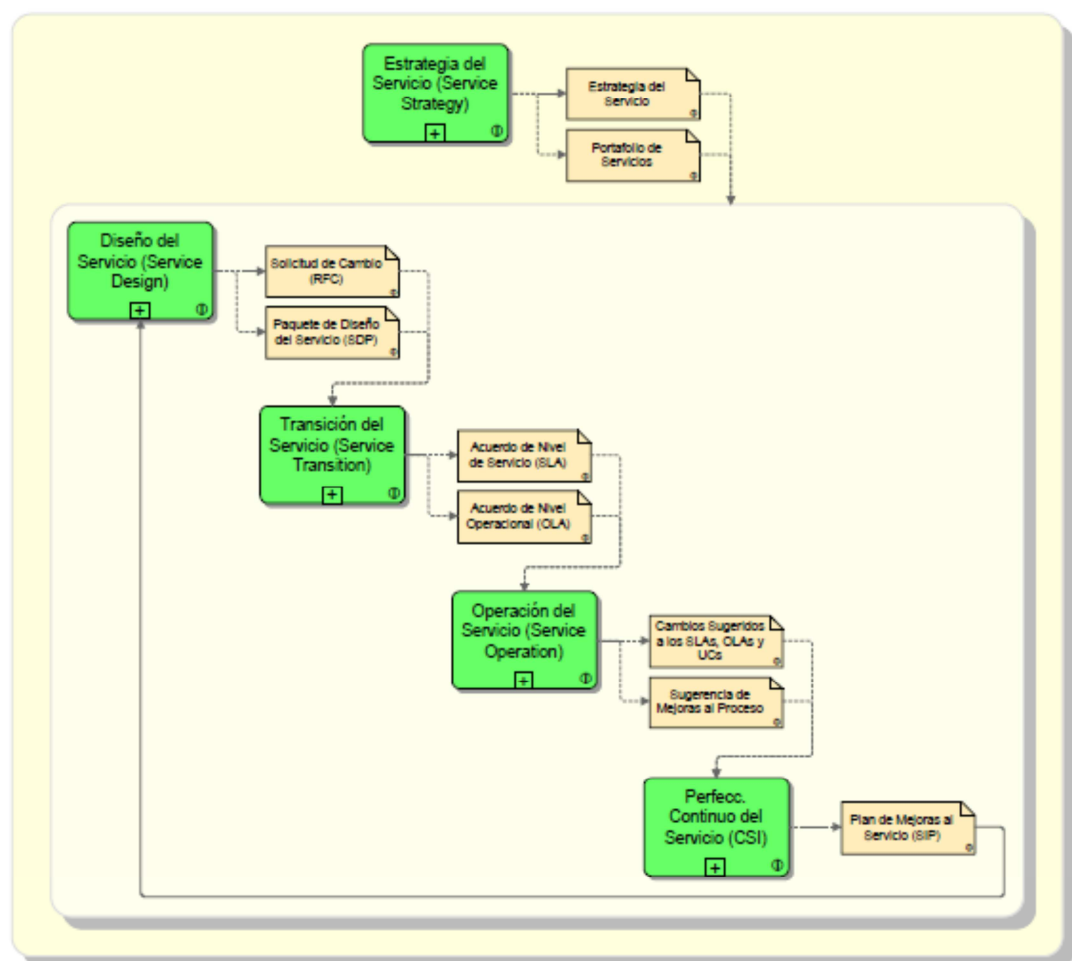 Estrategia del
Servicio (Service
Strategy)
Estrategia del
Servicio
Portafolio de
Servicios
Diseño del
Servicio (Service
Design)
Solicitud de Cambio
(RFC)
Paquete de Diseño
del Servicio (SDP)
Transición del
Servicio (Service
Transition)
Acuerdo de Nivel
de Servicio (SLA)
Acuerdo de Nivel
Operacional (OLA)
Operación del
Servicio (Service
Operation)
Cambios Sugeridos
a los SLAs, OLAs y
UCs
Sugerencia de
Mejoras al Proceso
Perfecc.
Continuo del
Servicio (CSI)
Plan de Mejoras al
Servicio (SIP)